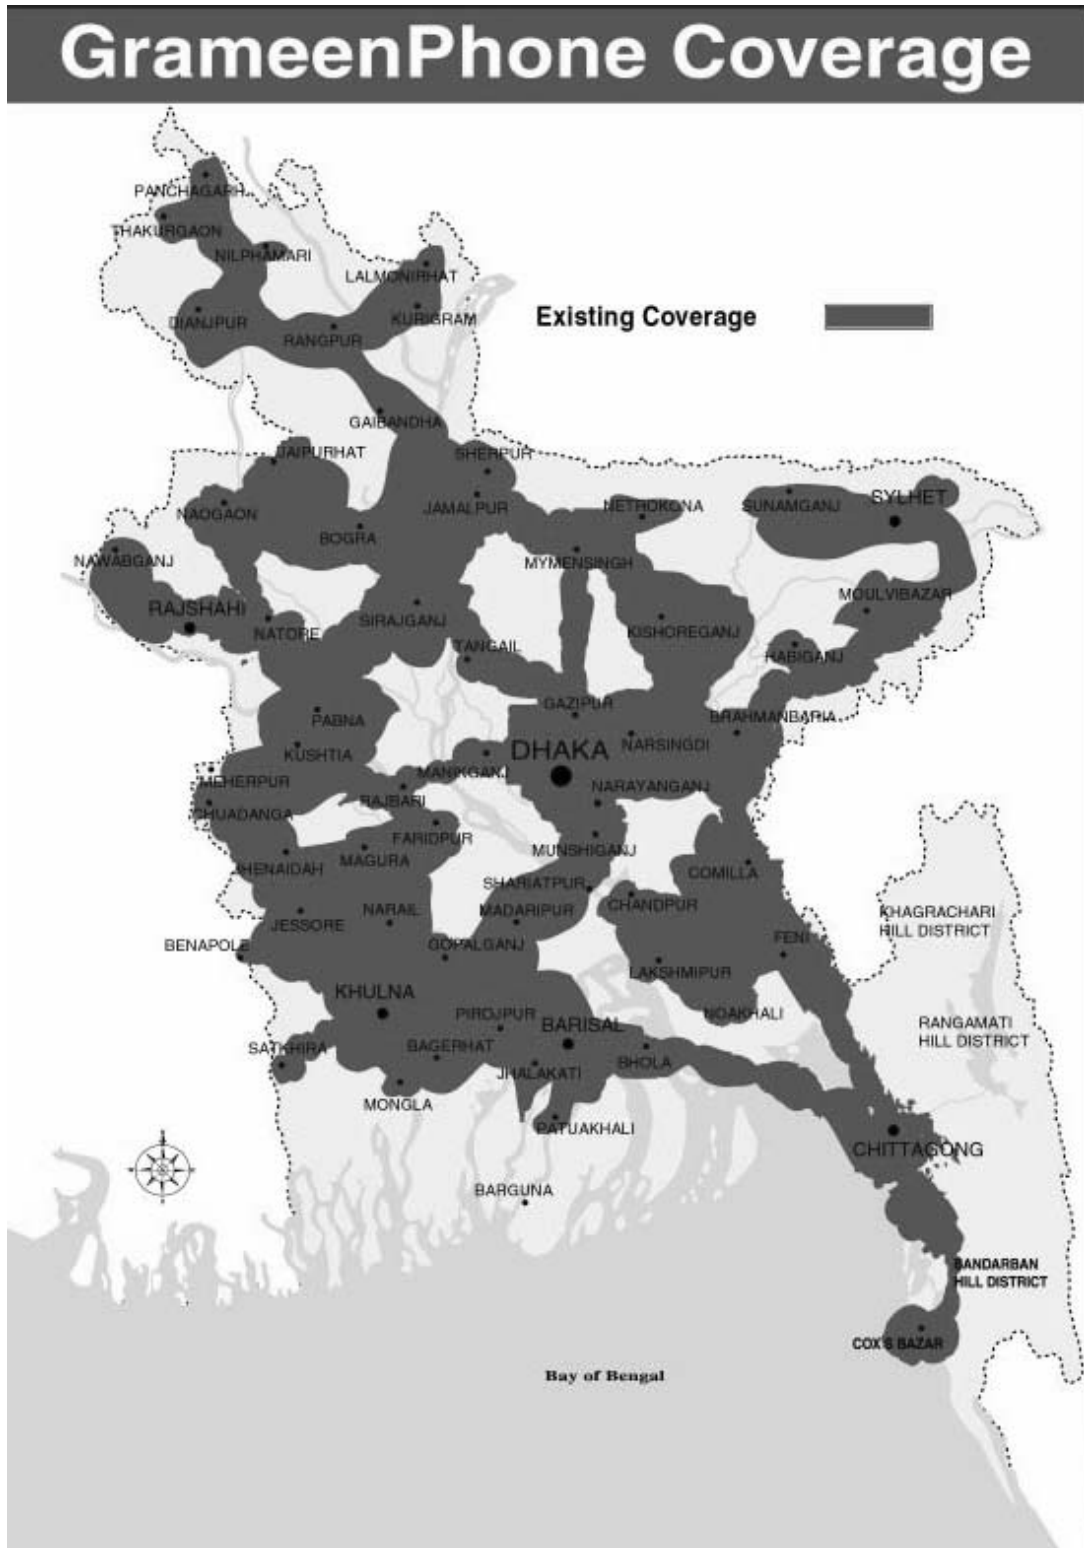 GrameenPhone Coverage
PANCHAGARH
THAKURGAON
NILPHAMARI
LALMONIRHAT
Existing Coverage
DIANJPUR
KURIGRAM
RANGPUR
GAIBANDHA
JAIPURHAT
SHERPUR
NAOGAON
JAMALPUR
NETROKONA
SUNAMGANJ
SYLHET
BOGRA
NAWABGANJ
MYMENSINGH
MOULVIBAZAR
RAJSHAHI
NATORE
SIRAJGANJ
KISHOREGANJ
TANGAIL
HABIGANJ
GAZIPUR
BRAHMANBARIA
PABNA
DHAKA
NARSINGDI
KUSHTIA
MEHERPUR
MANIKGANJ
NARAYANGANJ
RAJBARI
CHUADANGA
FARIDPUR
MUNSHIGANJ
JHENAIDAH
MAGURA
COMILLA
SHARIATPUR
CHANDPUR
JESSORE
NARAIL
MADARIPUR
KHAGRACHARI
HILL DISTRICT
BENAPOLE
GOPALGANJ
FENI
LAKSHMIPUR
KHULNA
PIROJPUR
BARISAL
NOAKHALI
RANGAMATI
HILL DISTRICT
SATKHIRA
BAGERHAT
JHALAKATI
BHOLA
MONGLA
PATUAKHALI
CHITTAGONG
BARGUNA
BANDARBAN
HILL DISTRICT
COX'S BAZAR
Bay of Bengal